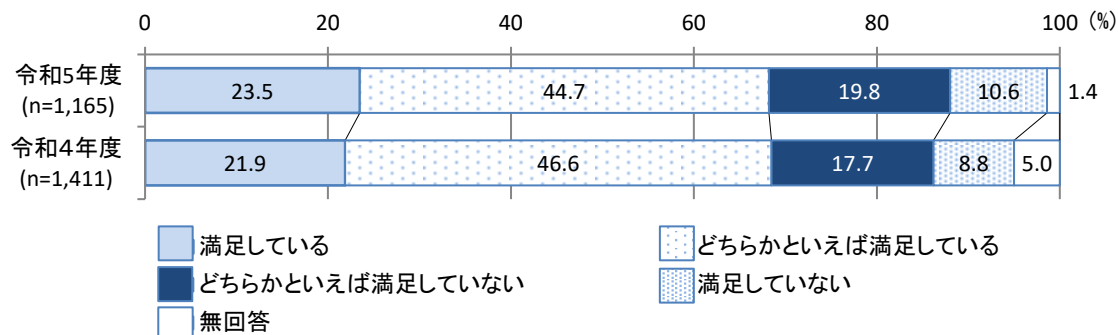 0 20 40 60 80 100 (%)
令和5年度
(n=1,165)
23.5 44.7 19.8 10.6 1.4
令和4年度
(n=1,411)
21.9 46.6 17.7 8.8 5.0
満足している どちらかといえば満足している
どちらかといえば満足していない 満足していない
無回答